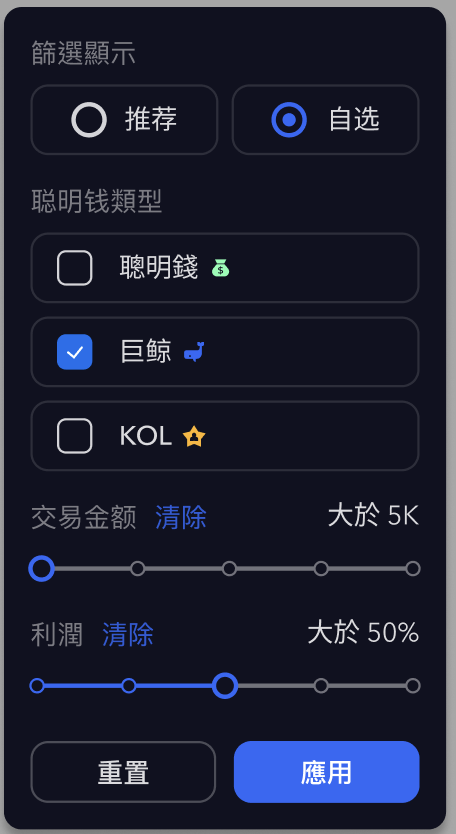 篩選顯示
推荐
自选
聪明钱類型
聰明錢
巨鲸
KOL
交易金额 清除 大於 5K
利潤 清除 大於 50%
重置 應用